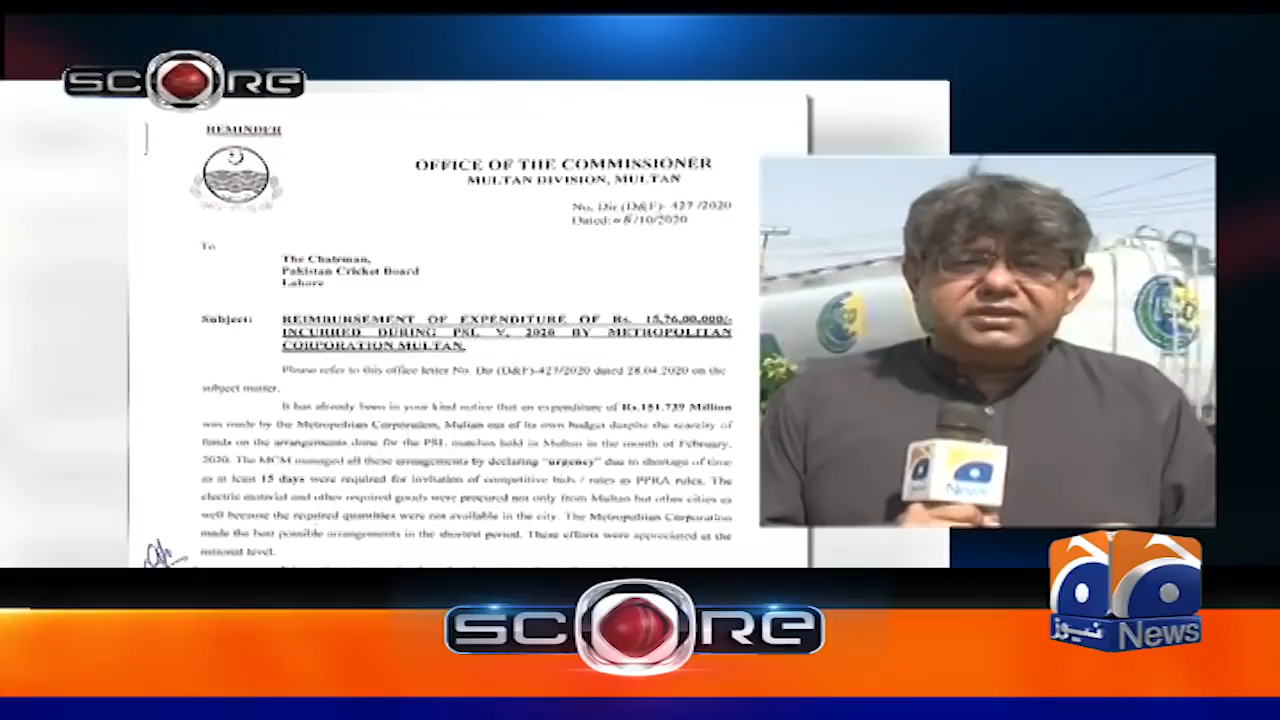 SCORE
REMINDER
OFFICE OF THE COMMISSIONER
MULTAN DIVISION, MULTAN
No. Dir (D&F)- 427/2020
Dated: /10/2020
To
The Chairman,
Pakistan Cricket Board
Lahore
Subject: REIMBURSEMENT OF EXPENDITURE OF Rs. 15,76,00,000/-
INCURRED DURING PSL V, 2020 BY METROPOLITAN
CORPORATION MULTAN.
Please refer to this office letter No. Dir (D&F)-427/2020 dated 28.04.2020 on the
subject matter.
It has already been in your kind notice that an expenditure of Rs.151.739 Million
was made by the Metropolitan Corporation, Multan out of its own budget despite the scarcity of
funds on the arrangements done for the PSL matches held in Multan in the month of February,
2020. The MCM managed all these arrangements by declaring "urgency" due to shortage of time
as at least 15 days were required for invitation of competitive bids / rates as PPRA rules. The
electric material and other required goods were procured not only from Multan but other cities as
well because the required quantities were not available in the city. The Metropolitan Corporation
made the best possible arrangements in the shortest period. These efforts were appreciated at the
national level.
News
SCORE
نیوز News